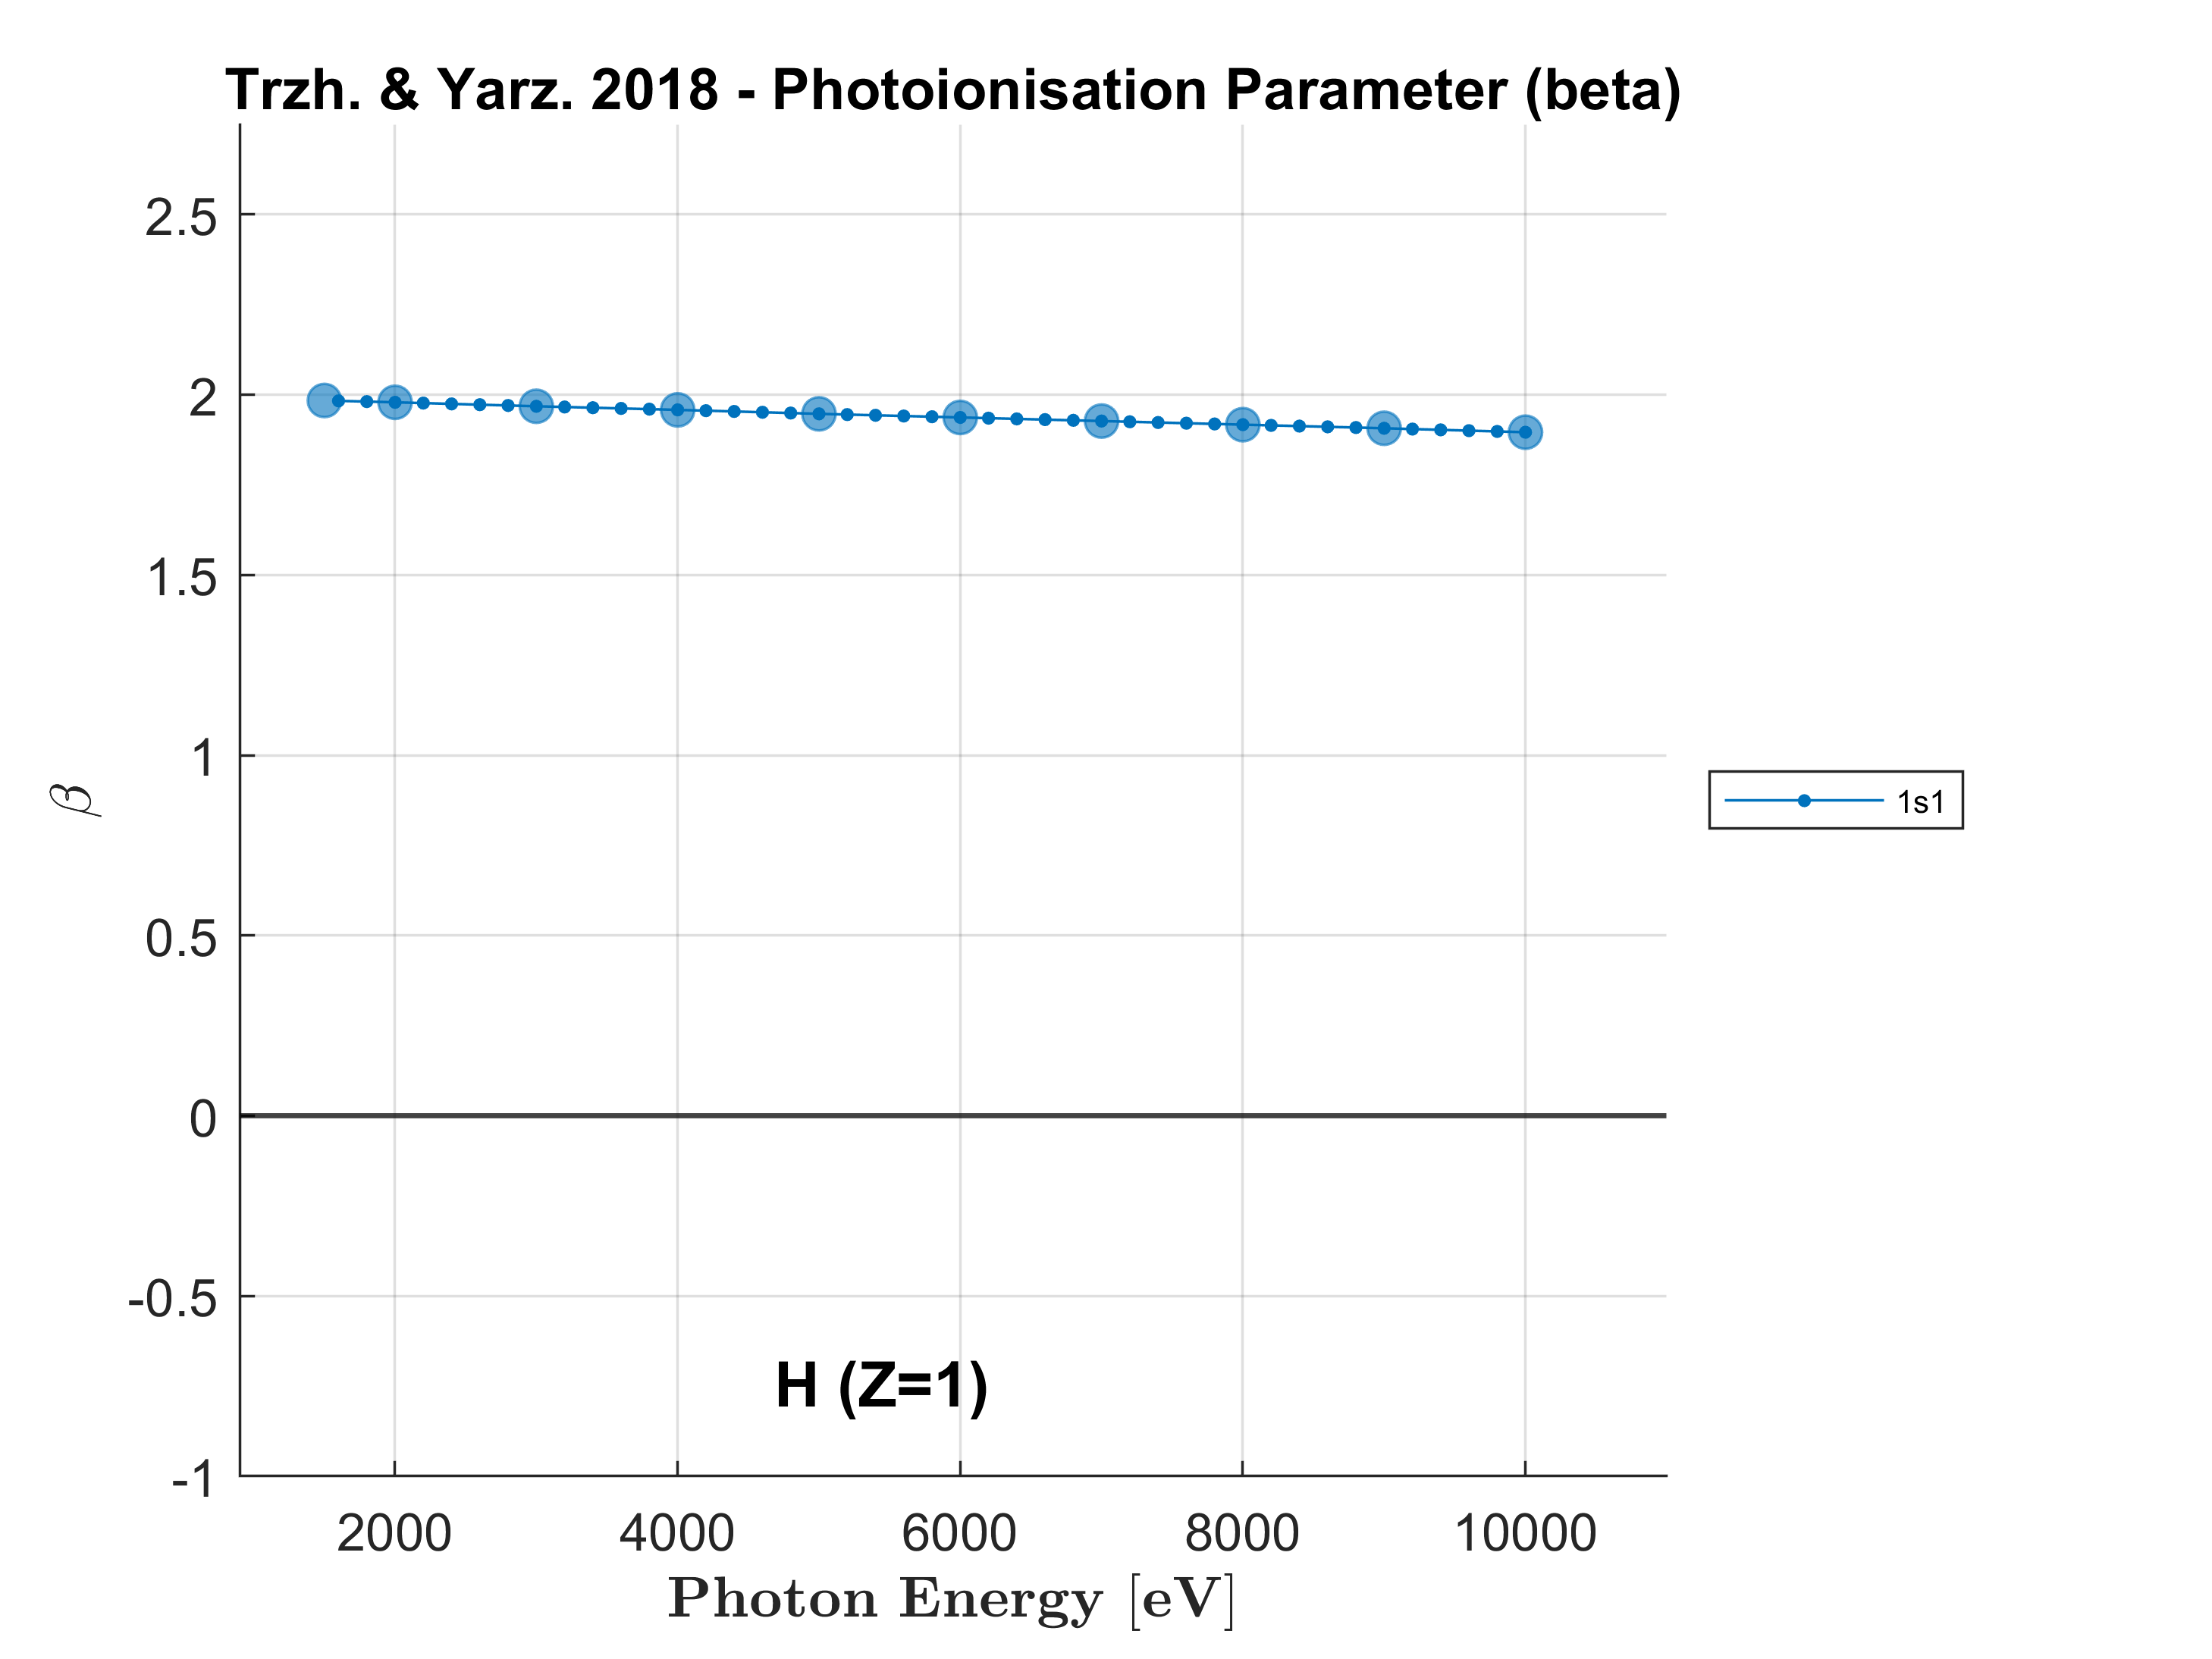 Trzh. & Yarz. 2018 - Photoionisation Parameter (beta)
2.5
2
1.5
1
0.5
0
-0.5
-1
β
1s1
H (Z=1)
2000 4000 6000 8000 10000
Photon Energy [eV]